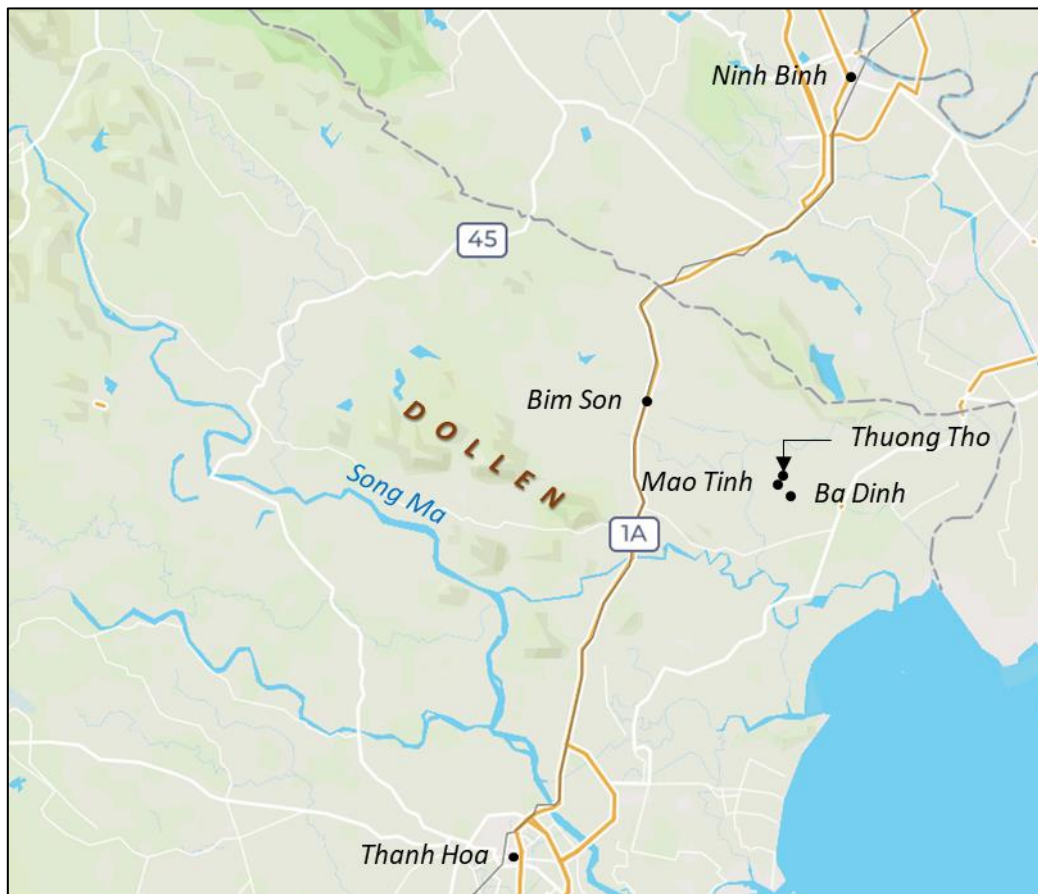 Ninh Binh
45
Bim Son
Thuong Tho
DOLLEN
Mao Tinh
Ba Dinh
Song Ma
1A
Thanh Hoa